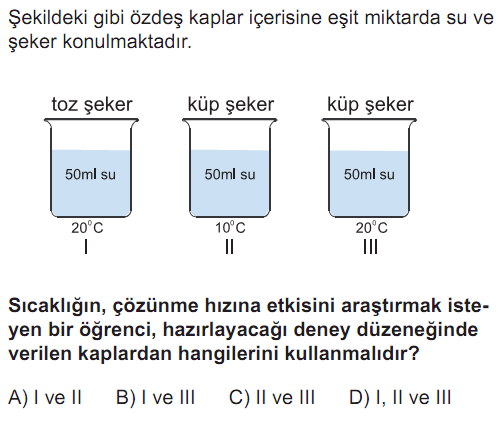 Şekildeki gibi özdeş kaplar içerisine eşit miktarda su ve
şeker konulmaktadır.
toz şeker küp şeker küp şeker
50ml su 50ml su 50ml su
20°C 10°C 20°C
I II III
Sıcaklığın, çözünme hızına etkisini araştırmak iste-
yen bir öğrenci, hazırlayacağı deney düzeneğinde
verilen kaplardan hangilerini kullanmalıdır?
A) I ve II B) I ve III C) II ve III D) I, II ve III